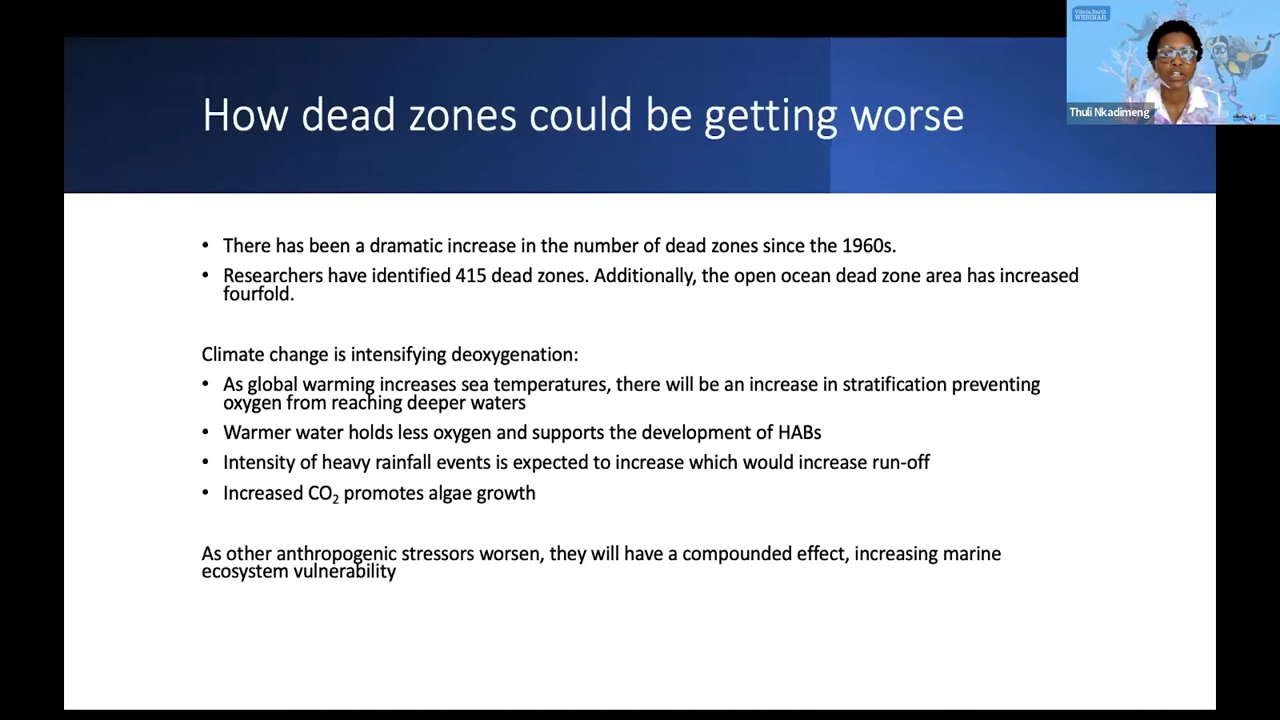 How dead zones could be getting worse
WEBINAR
Thuli Nkadimeng
• There has been a dramatic increase in the number of dead zones since the 1960s.
• Researchers have identified 415 dead zones. Additionally, the open ocean dead zone area has increased
fourfold.
Climate change is intensifying deoxygenation:
• As global warming increases sea temperatures, there will be an increase in stratification preventing
oxygen from reaching deeper waters
• Warmer water holds less oxygen and supports the development of HABs
• Intensity of heavy rainfall events is expected to increase which would increase run-off
• Increased CO₂ promotes algae growth
As other anthropogenic stressors worsen, they will have a compounded effect, increasing marine
ecosystem vulnerability